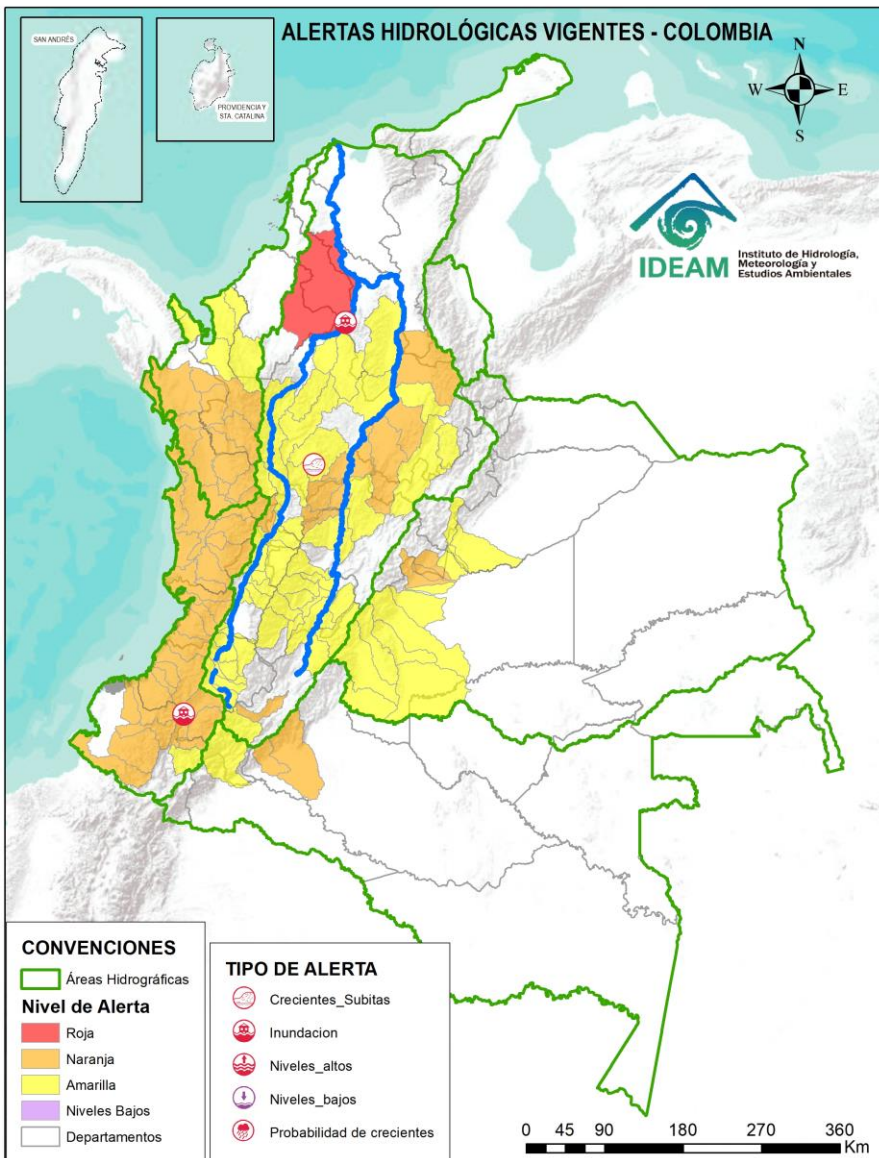 SAN ANDRÉS
PROVIDENCIA Y
STA. CATALINA
ALERTAS HIDROLÓGICAS VIGENTES - COLOMBIA
N
W
E
S
IDEAM
Instituto de Hidrología,
Meteorología y
Estudios Ambientales
CONVENCIONES
Áreas Hidrográficas
Nivel de Alerta
Roja
Naranja
Amarilla
Niveles Bajos
Departamentos
TIPO DE ALERTA
Crecientes_Subitas
Inundacion
Niveles_altos
Niveles_bajos
Probabilidad de crecientes
0 45 90 180 270 360
Km